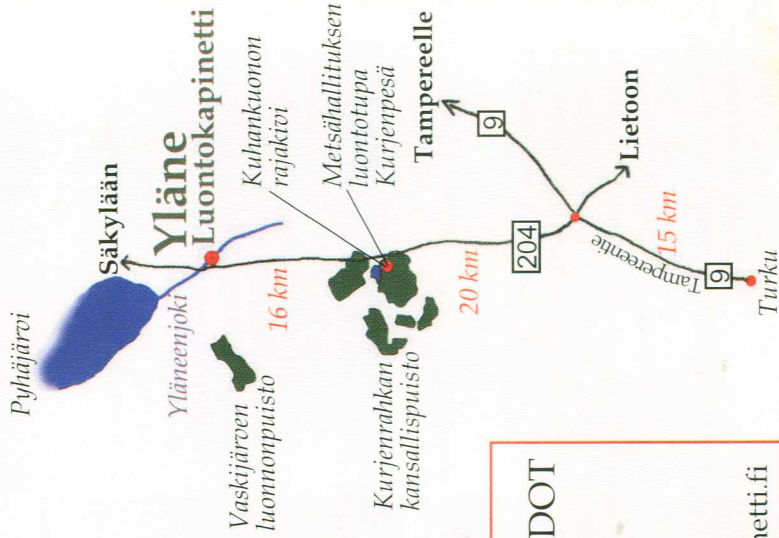 Pyhäjärvi
Säkylään
Yläne
Luontokapinetti
Yläneenjoki
Kuhankuonon
rajakivi
16 km
Vaskijärven
luonnonpuisto
Metsähallituksen
luontotupa
Kurjenpesä
Kurjenrahkan
kansallispuisto
20 km
Tampereelle
9
204
Lietoon
Tampereentie
15 km
9
Turku
DOT
netti.fi